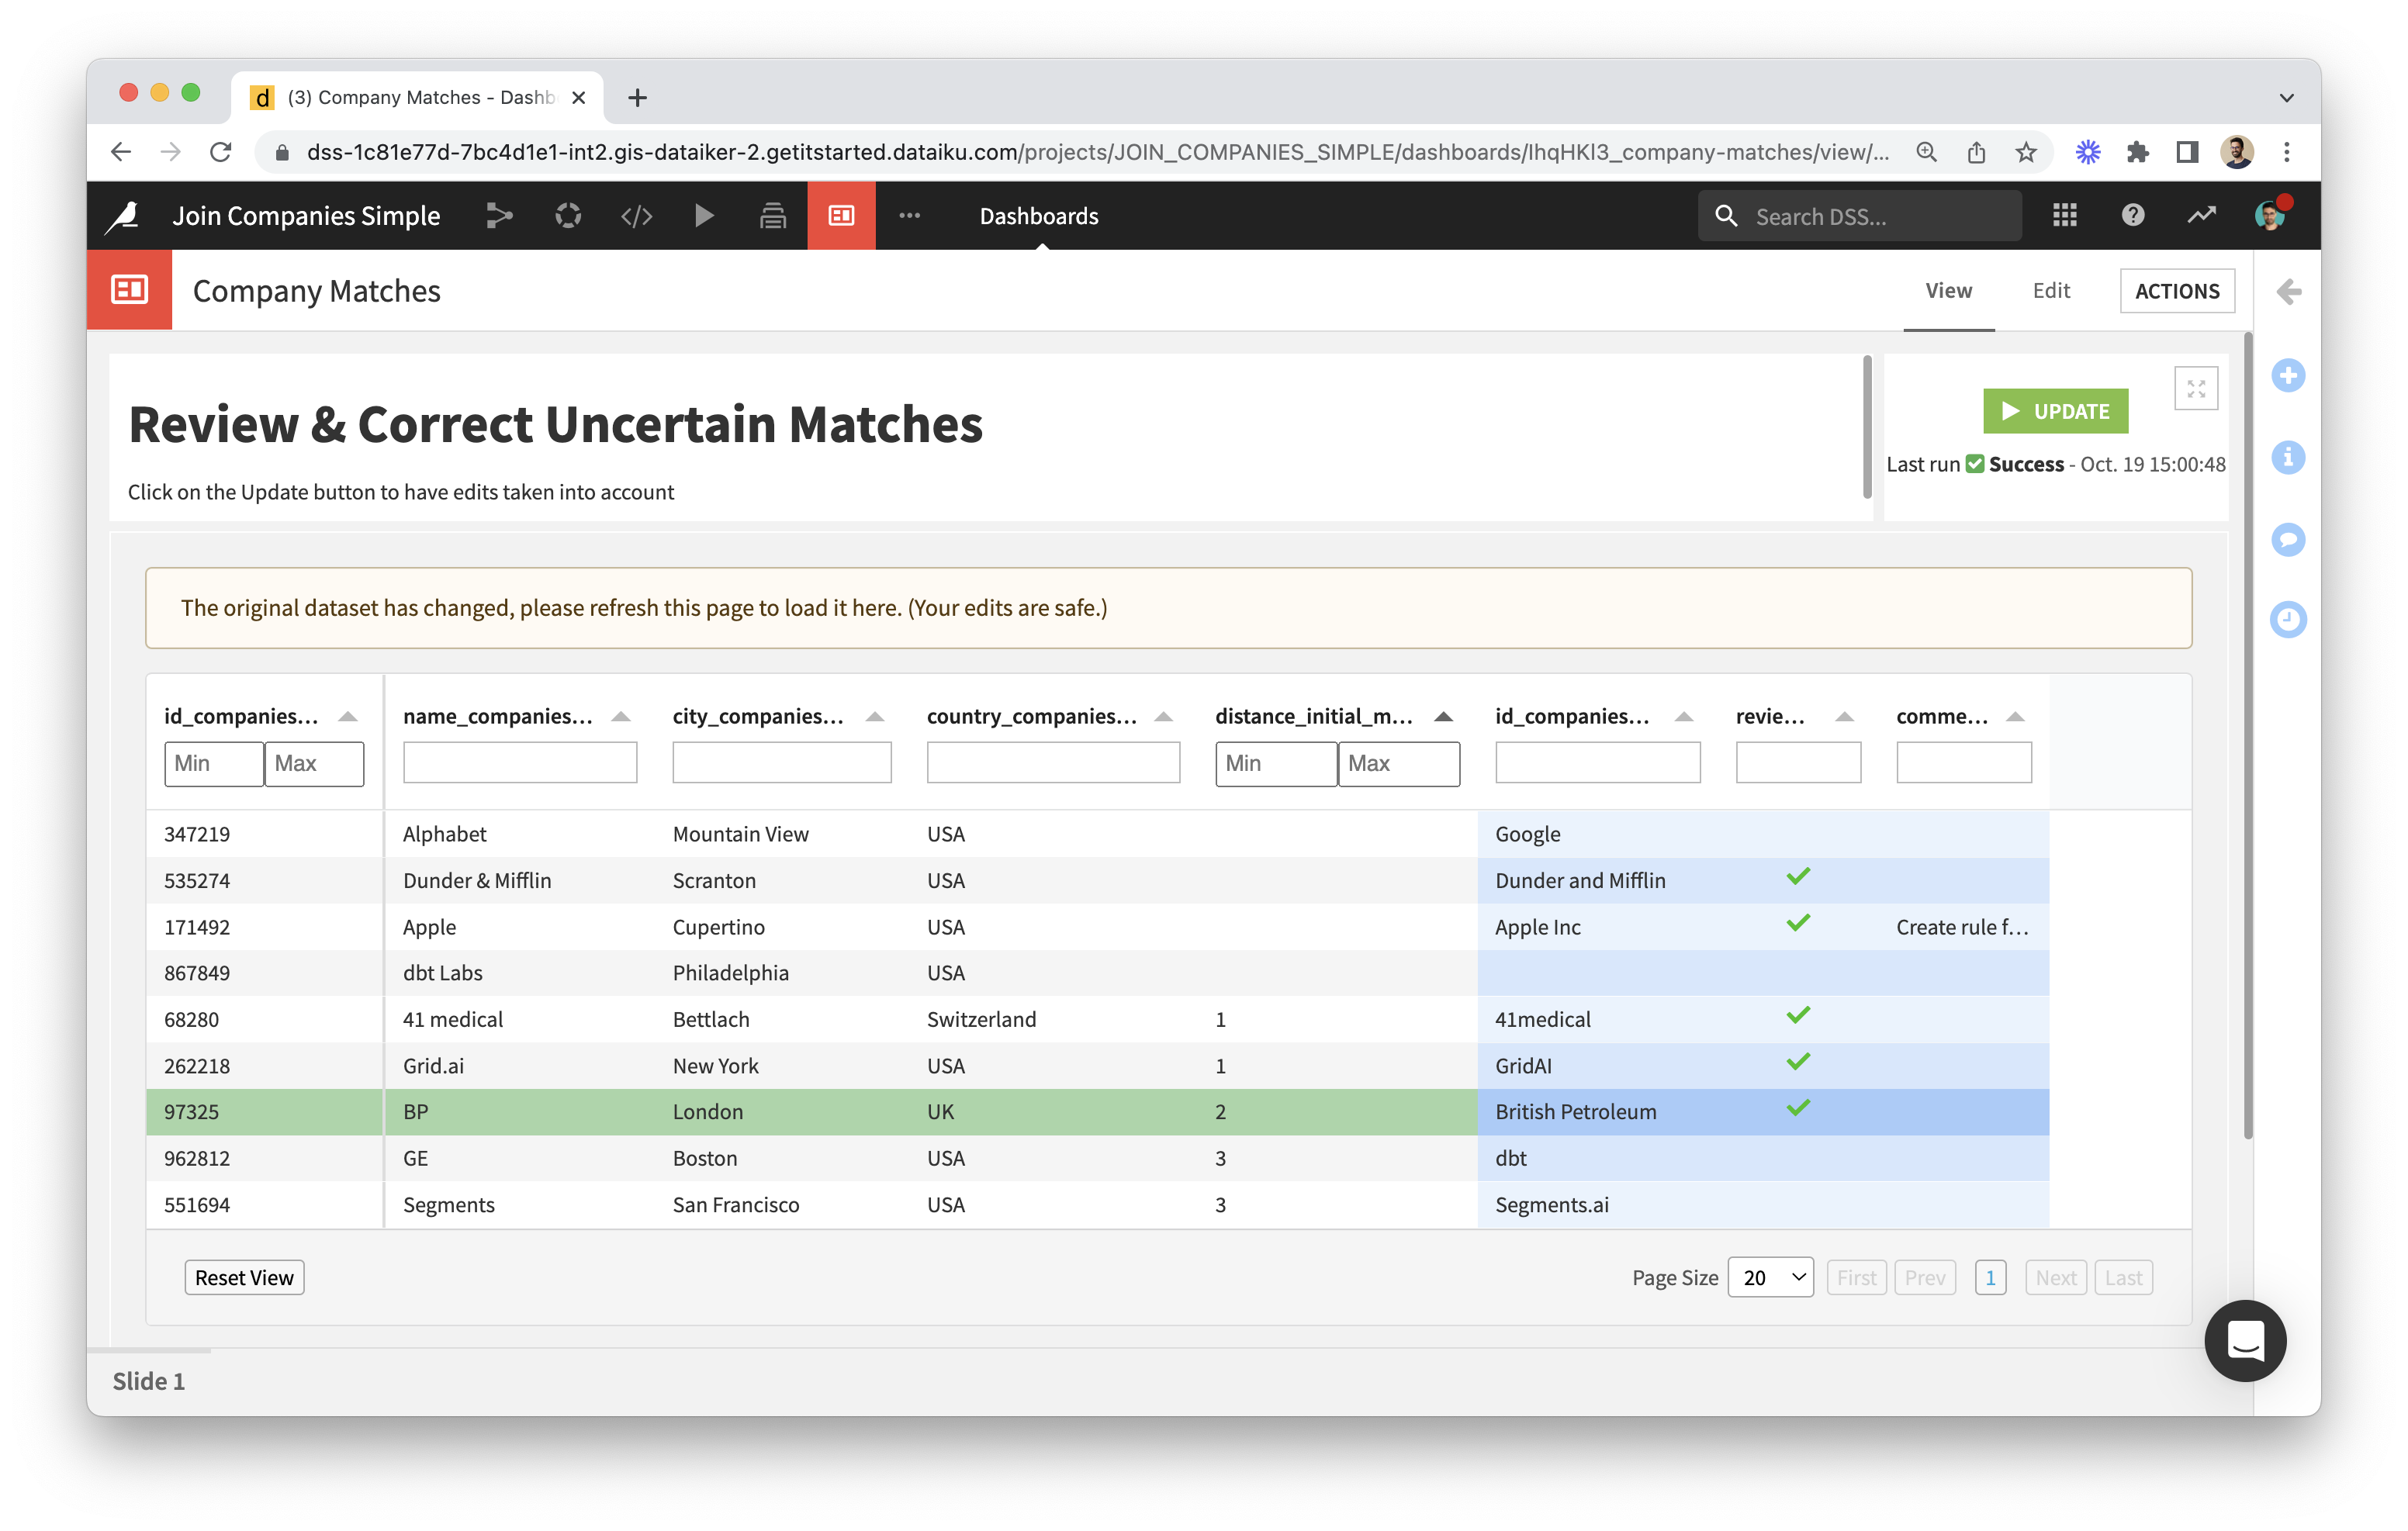 d (3) Company Matches - Dashb
dss-1c81e77d-7bc4d1e1-int2.gis-dataiker-2.getitstarted.dataiku.com/projects/JOIN_COMPANIES_SIMPLE/dashboards/lhqHKl3_company-matches/view/...
Join Companies Simple Dashboards Search DSS...
Company Matches View Edit ACTIONS
Review & Correct Uncertain Matches
Click on the Update button to have edits taken into account
UPDATE
Last run Success - Oct. 19 15:00:48
The original dataset has changed, please refresh this page to load it here. (Your edits are safe.)
id_companies... name_companies... city_companies... country_companies... distance_initial_m... id_companies... revie... comme...
Min Max Min Max
347219 Alphabet Mountain View USA Google
535274 Dunder & Mifflin Scranton USA Dunder and Mifflin
171492 Apple Cupertino USA Apple Inc Create rule f...
867849 dbt Labs Philadelphia USA
68280 41 medical Bettlach Switzerland 1 41medical
262218 Grid.ai New York USA 1 GridAI
97325 BP London UK 2 British Petroleum
962812 GE Boston USA 3 dbt
551694 Segments San Francisco USA 3 Segments.ai
Reset View Page Size 20 First Prev 1 Next Last
Slide 1